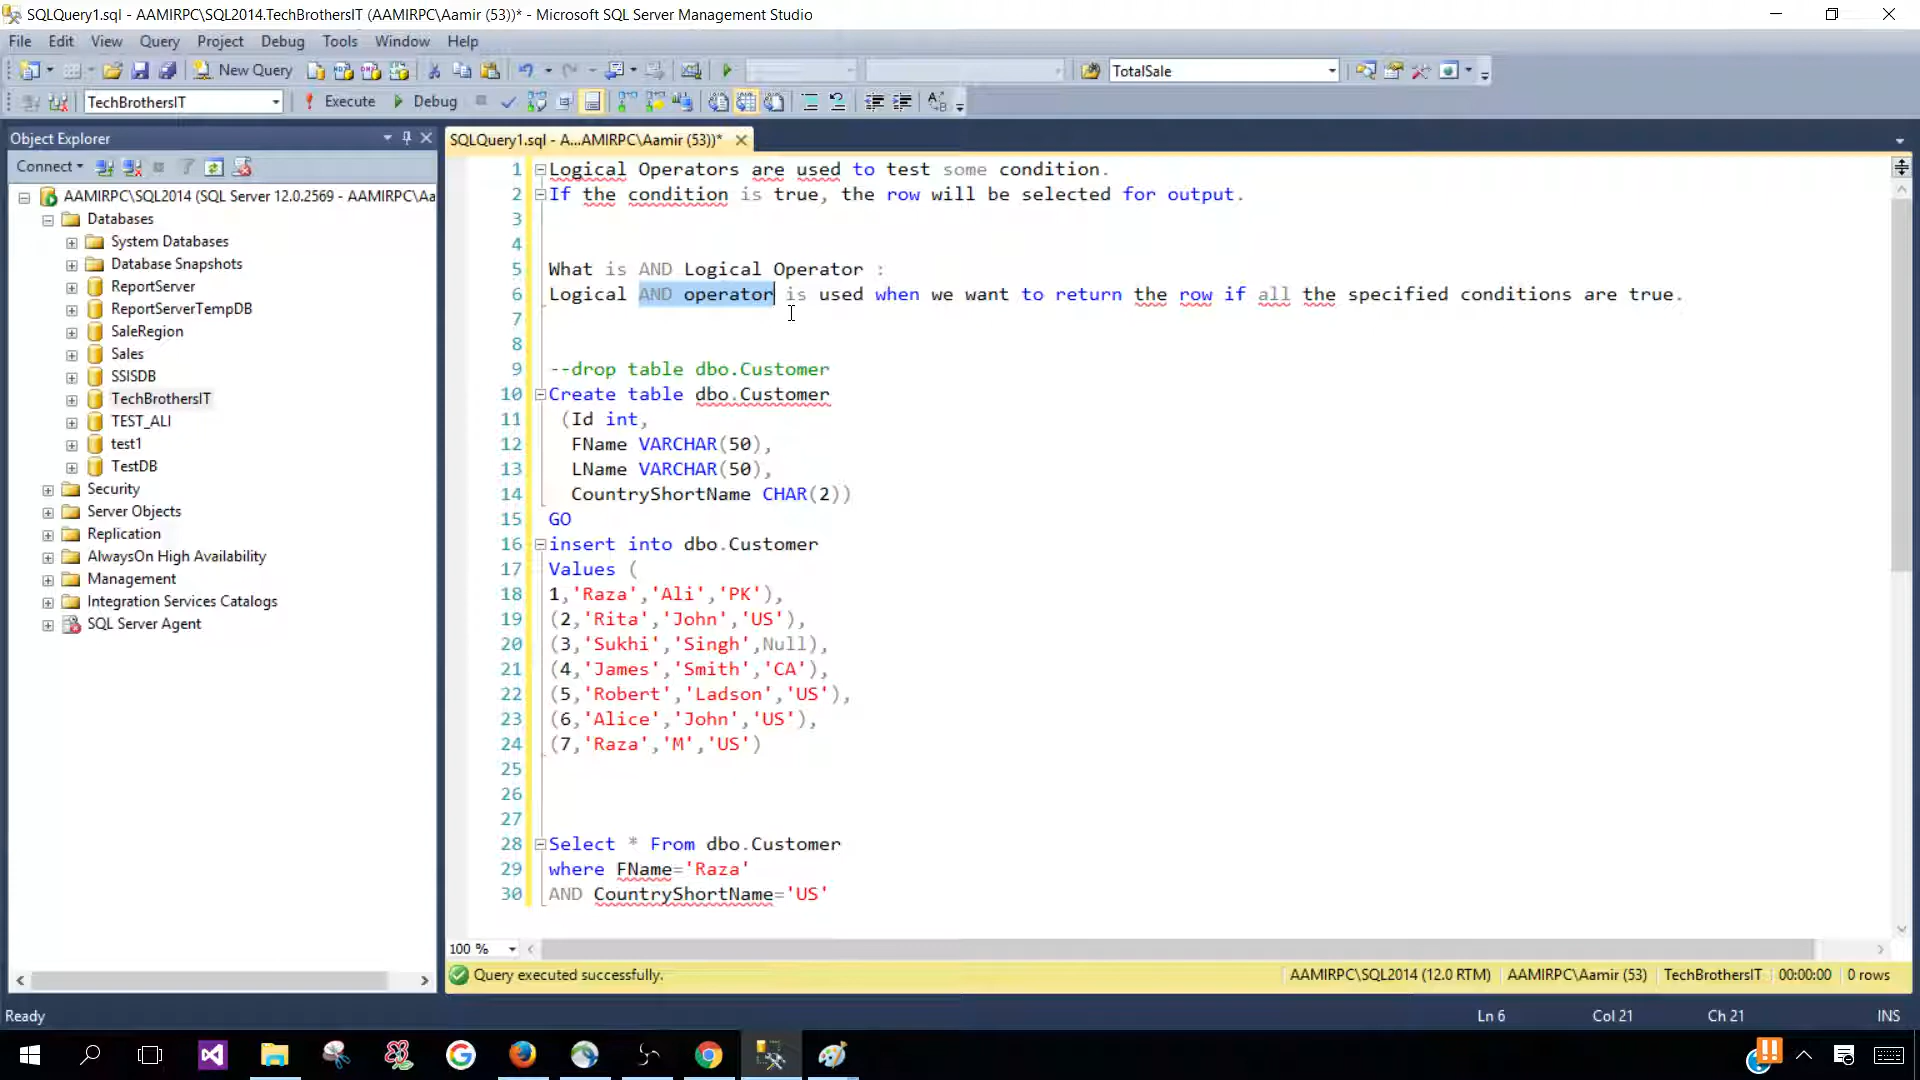 SQLQuery1.sql - AAMIRPC\SQL2014.TechBrothersIT (AAMIRPC\Aamir (53))* - Microsoft SQL Server Management Studio
File Edit View Query Project Debug Tools Window Help
New Query TotalSale
TechBrothersIT Execute Debug
Object Explorer
Connect
AAMIRPC\SQL2014 (SQL Server 12.0.2569 - AAMIRPC\Aa
Databases
System Databases
Database Snapshots
ReportServer
ReportServerTempDB
SaleRegion
Sales
SSISDB
TechBrothersIT
TEST_ALI
test1
TestDB
Security
Server Objects
Replication
AlwaysOn High Availability
Management
Integration Services Catalogs
SQL Server Agent
SQLQuery1.sql - A...AMIRPC\Aamir (53))*
1 Logical Operators are used to test some condition.
2 If the condition is true, the row will be selected for output.
3
4
5 What is AND Logical Operator :
6 Logical AND operator is used when we want to return the row if all the specified conditions are true.
7
8
9 --drop table dbo.Customer
10 Create table dbo.Customer
11 (Id int,
12 FName VARCHAR(50),
13 LName VARCHAR(50),
14 CountryShortName CHAR(2))
15 GO
16 insert into dbo.Customer
17 Values (
18 1,'Raza','Ali','PK'),
19 (2,'Rita','John','US'),
20 (3,'Sukhi','Singh',Null),
21 (4,'James','Smith','CA'),
22 (5,'Robert','Ladson','US'),
23 (6,'Alice','John','US'),
24 (7,'Raza','M','US')
25
26
27
28 Select * From dbo.Customer
29 where FName='Raza'
30 AND CountryShortName='US'
100 %
Query executed successfully. AAMIRPC\SQL2014 (12.0 RTM) AAMIRPC\Aamir (53) TechBrothersIT 00:00:00 0 rows
Ready Ln 6 Col 21 Ch 21 INS